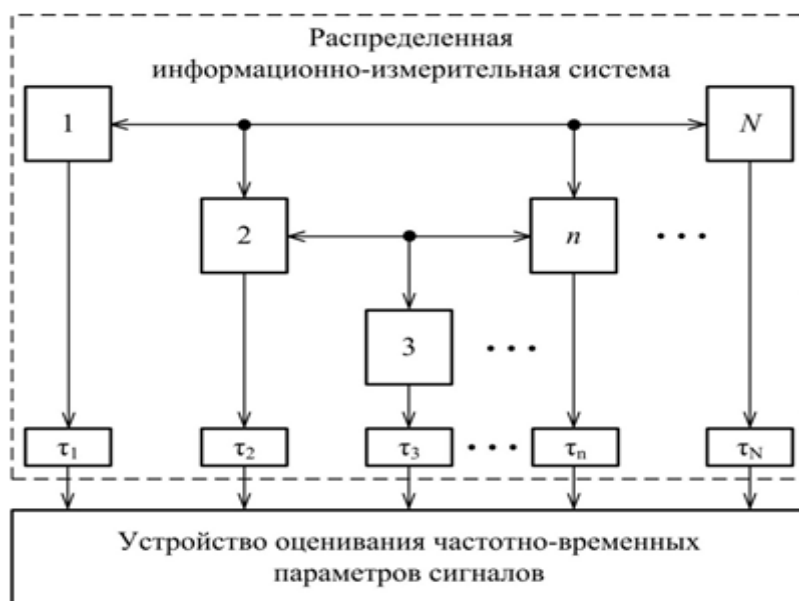 Распределенная
информационно-измерительная система
1
N
2
n
3
τ₁
τ₂
τ₃
τₙ
τN
Устройство оценивания частотно-временных
параметров сигналов